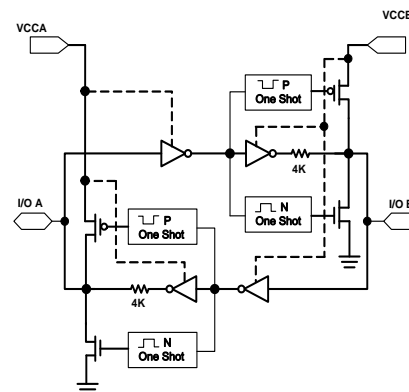 VCCA
VCCB
P
One Shot
4K
I/O A
N
One Shot
I/O B
P
One Shot
4K
N
One Shot